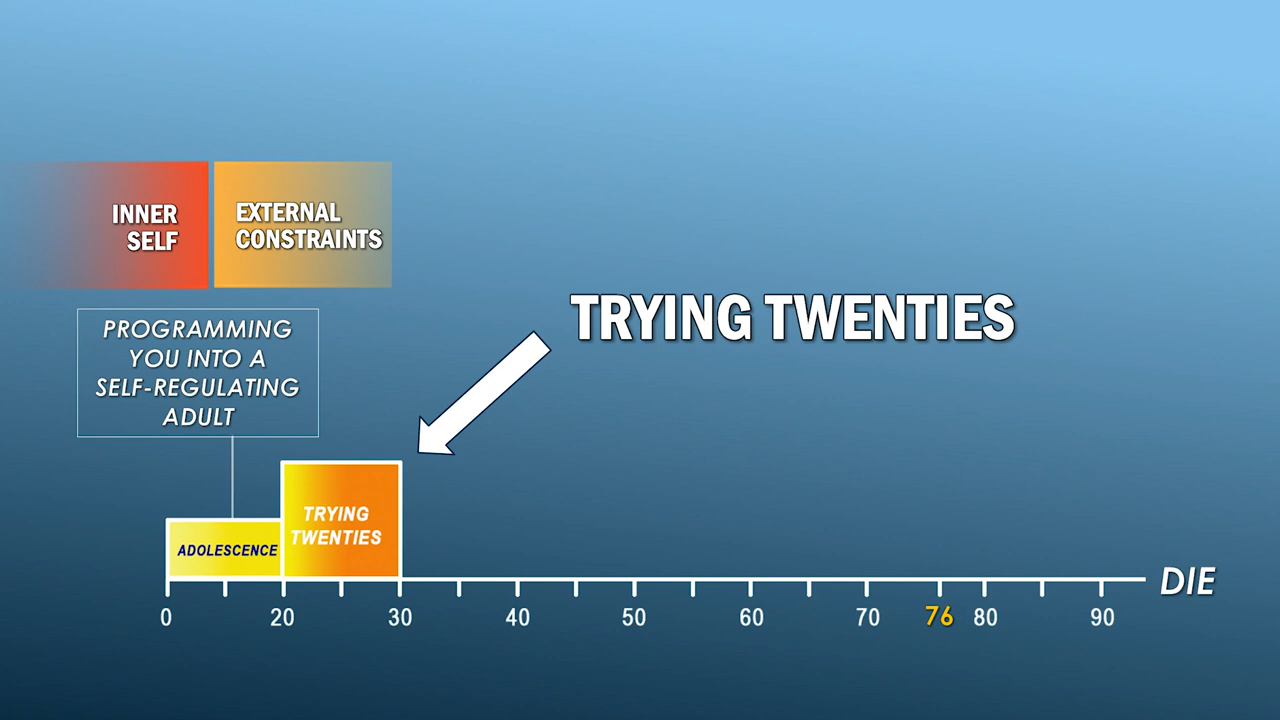 INNER
SELF
EXTERNAL
CONSTRAINTS
TRYING TWENTIES
PROGRAMMING
YOU INTO A
SELF-REGULATING
ADULT
TRYING
TWENTIES
ADOLESCENCE
DIE
0 20 30 40 50 60 70 76 80 90